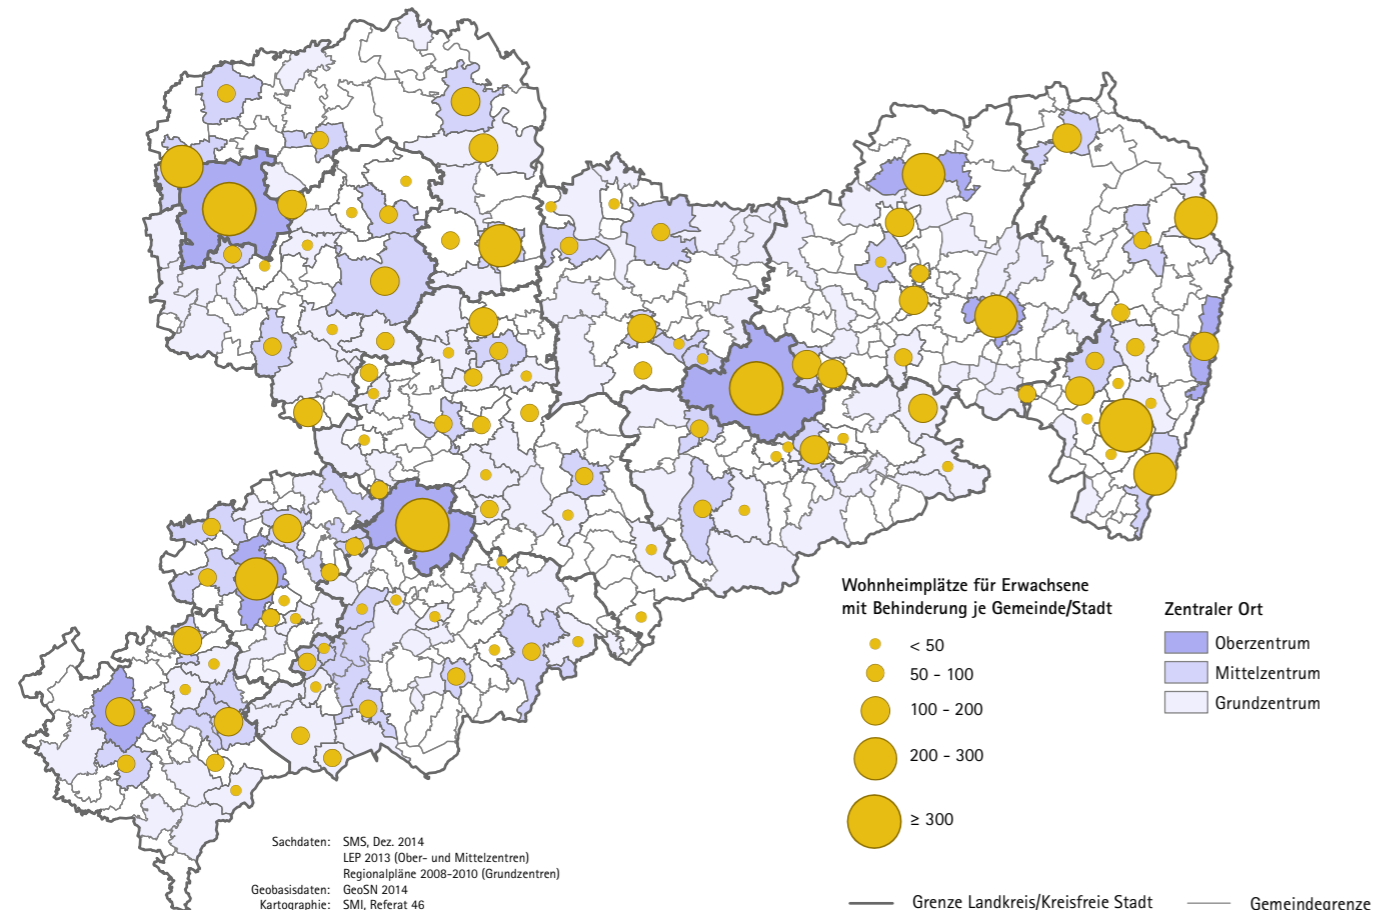 Wohnheimplätze für Erwachsene
mit Behinderung je Gemeinde/Stadt
< 50
50 - 100
100 - 200
200 - 300
≥ 300
Zentraler Ort
Oberzentrum
Mittelzentrum
Grundzentrum
Sachdaten: SMS, Dez. 2014
LEP 2013 (Ober- und Mittelzentren)
Regionalpläne 2008-2010 (Grundzentren)
Geobasisdaten: GeoSN 2014
Kartographie: SMI, Referat 46
Grenze Landkreis/Kreisfreie Stadt
Gemeindegrenze